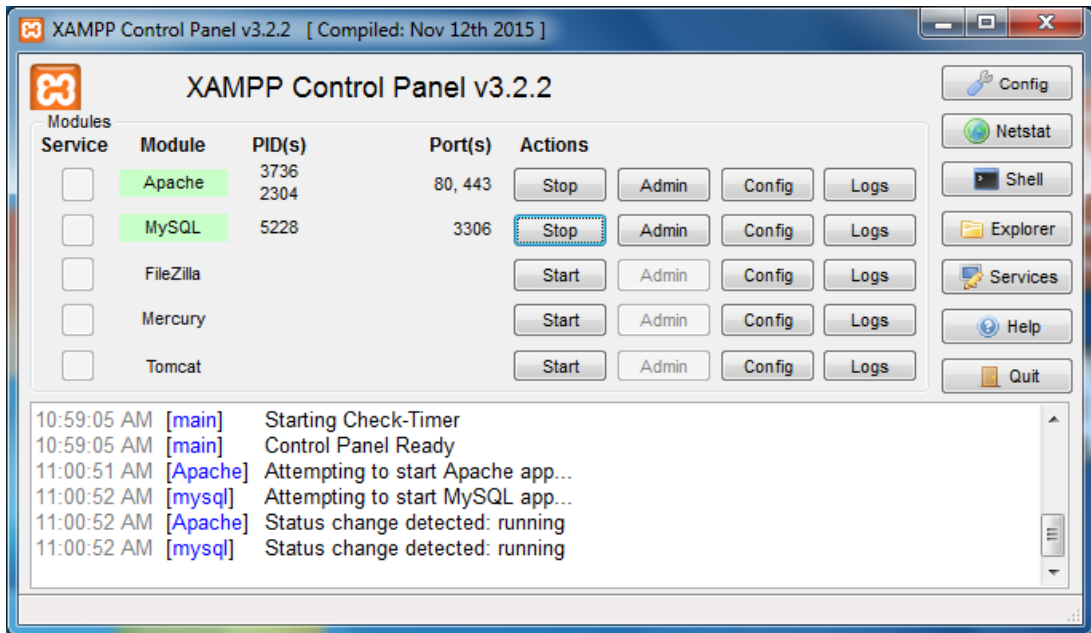 XAMPP Control Panel v3.2.2 [ Compiled: Nov 12th 2015 ]
XAMPP Control Panel v3.2.2
Config
Netstat
Shell
Explorer
Services
Help
Quit
Modules
Service Module PID(s) Port(s) Actions
Apache 3736 2304 80, 443 Stop Admin Config Logs
MySQL 5228 3306 Stop Admin Config Logs
FileZilla Start Admin Config Logs
Mercury Start Admin Config Logs
Tomcat Start Admin Config Logs
10:59:05 AM [main] Starting Check-Timer
10:59:05 AM [main] Control Panel Ready
11:00:51 AM [Apache] Attempting to start Apache app...
11:00:52 AM [mysql] Attempting to start MySQL app...
11:00:52 AM [Apache] Status change detected: running
11:00:52 AM [mysql] Status change detected: running